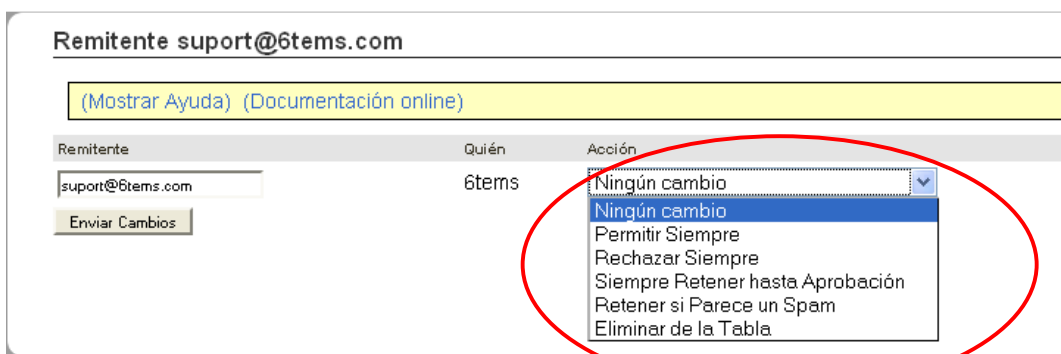 Remitente suport@6tems.com
(Mostrar Ayuda) (Documentación online)
Remitente Quién Acción
suport@6tems.com 6tems Ningún cambio
Enviar Cambios
Ningún cambio
Permitir Siempre
Rechazar Siempre
Siempre Retener hasta Aprobación
Retener si Parece un Spam
Eliminar de la Tabla